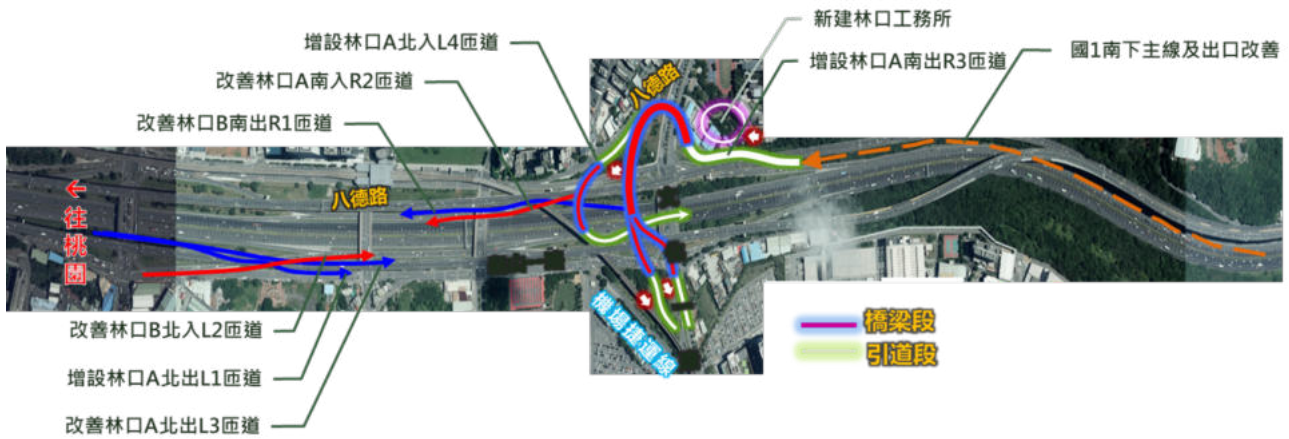 新建林口工務所
增設林口A北入L4匝道
增設林口A南出R3匝道
國1南下主線及出口改善
改善林口A南入R2匝道
改善林口B南出R1匝道
八德路
八德路
←往桃園
機場捷運線
橋梁段
引道段
改善林口B北入L2匝道
增設林口A北出L1匝道
改善林口A北出L3匝道